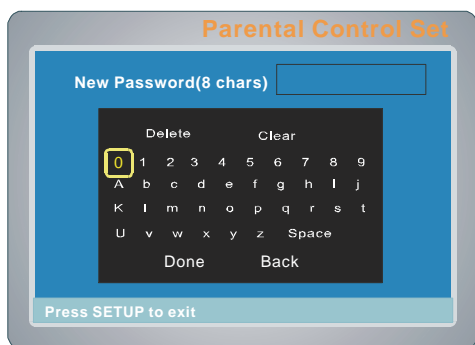 Parental Control Set
New Password(8 chars)
Delete Clear
0 1 2 3 4 5 6 7 8 9
A b c d e f g h I j
K l m n o p q r s t
U v w x y z Space
Done Back
Press SETUP to exit